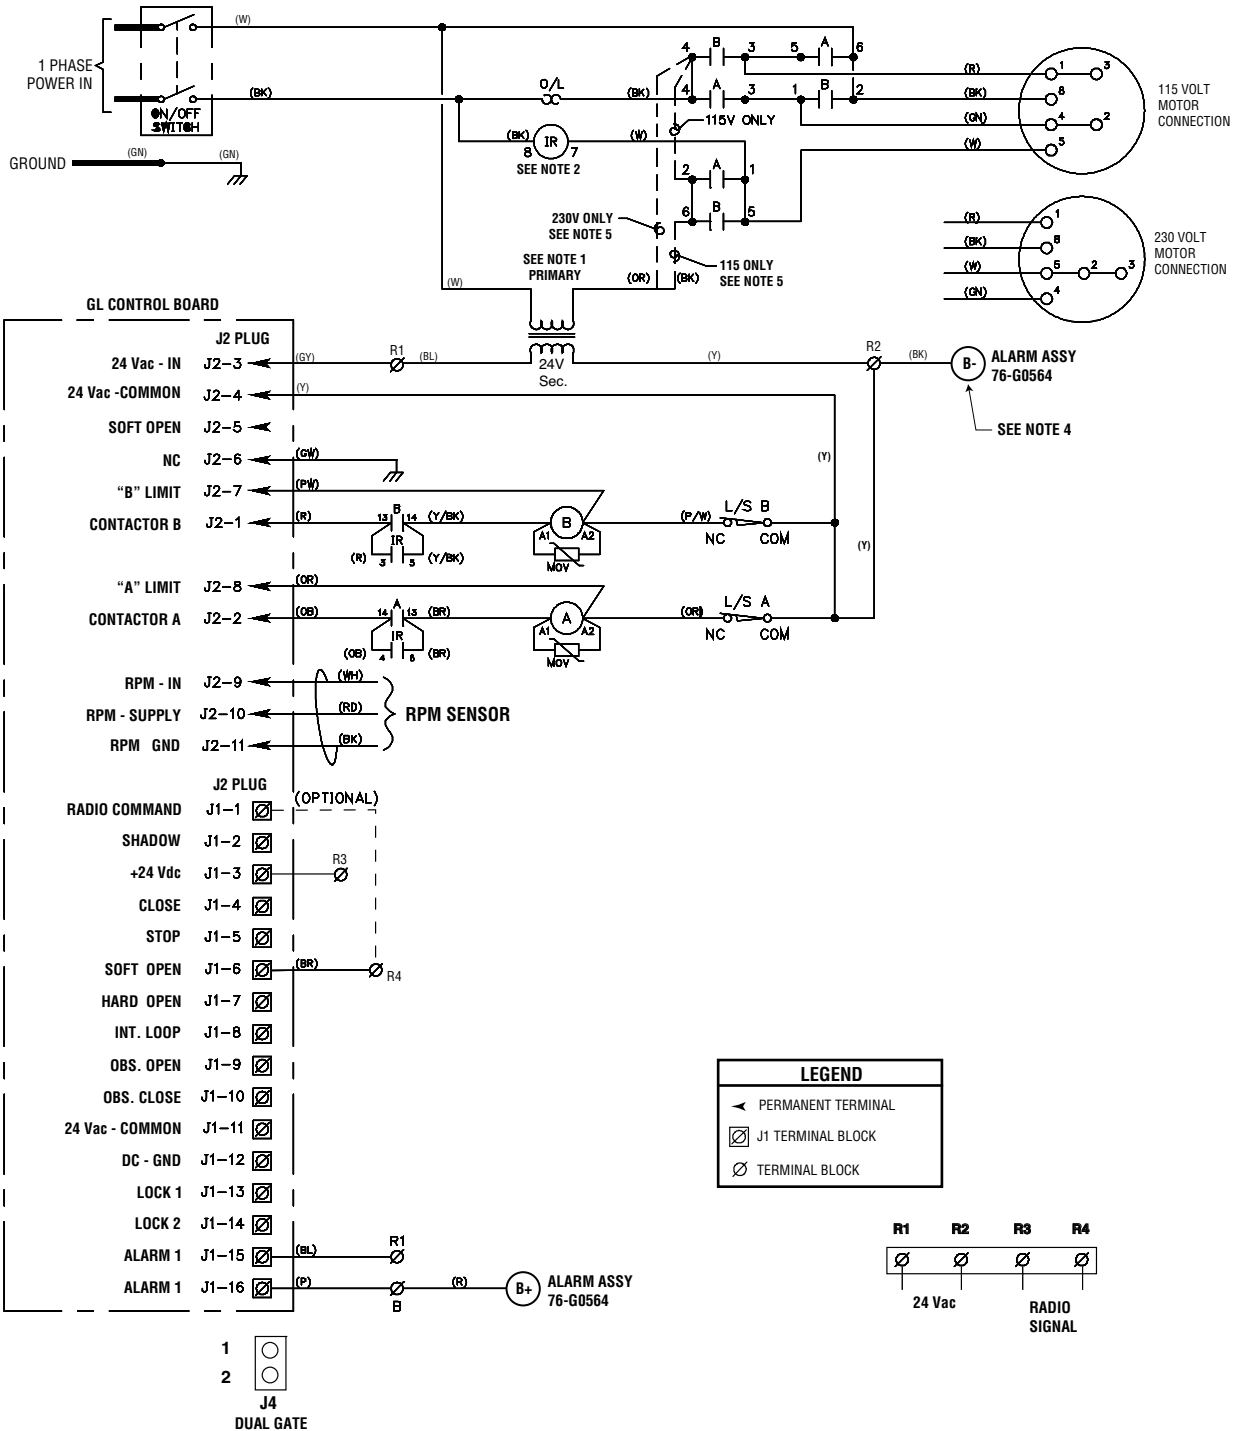 (W)
1 PHASE
POWER IN
ON/OFF
SWITCH
(BK)
O/L
(BK)
4 B 3 5 A 6
4 A 3 1 B 2
115V ONLY
(R) 1 3
(BK) 8
(GN) 4 2
(W) 5
115 VOLT
MOTOR
CONNECTION
GROUND
(GN)
(GN)
(BK) 8 IR 7 (W)
SEE NOTE 2
2 A 1
6 B 5
230V ONLY
SEE NOTE 5
SEE NOTE 1
PRIMARY
115 ONLY
SEE NOTE 5
(W)
(OR)
(BK)
(R) 1
(BK) 8
(W) 5 2 3
(GN) 4
230 VOLT
MOTOR
CONNECTION
GL CONTROL BOARD
J2 PLUG
24 Vac - IN J2-3 (GY) R1 (BL)
24V
Sec.
(Y) R2 (BK) B-
ALARM ASSY
76-G0564
SEE NOTE 4
24 Vac -COMMON J2-4 (Y)
SOFT OPEN J2-5
NC J2-6 (GW)
(Y)
"B" LIMIT J2-7 (PW)
CONTACTOR B J2-1 (R) 13 B 14 (Y/BK) B (P/W) L/S B
A1 A2
NC COM
(R) 3 IR 5 (Y/BK)
MOV
(Y)
"A" LIMIT J2-8 (OR)
CONTACTOR A J2-2 (OB) 14 A 13 (BR) A (OR) L/S A
A1 A2
NC COM
(OB) 4 IR 6 (BR)
MOV
RPM - IN J2-9 (WH)
RPM - SUPPLY J2-10 (RD) RPM SENSOR
RPM GND J2-11 (BK)
J2 PLUG
RADIO COMMAND J1-1 (OPTIONAL)
SHADOW J1-2
+24 Vdc J1-3 R3
CLOSE J1-4
STOP J1-5
SOFT OPEN J1-6 (BR) R4
HARD OPEN J1-7
INT. LOOP J1-8
OBS. OPEN J1-9
OBS. CLOSE J1-10
24 Vac - COMMON J1-11
DC - GND J1-12
LOCK 1 J1-13
LOCK 2 J1-14
ALARM 1 J1-15 (BL) R1
ALARM 1 J1-16 (P) B (R) B+
ALARM ASSY
76-G0564
LEGEND
PERMANENT TERMINAL
J1 TERMINAL BLOCK
TERMINAL BLOCK
R1 R2 R3 R4
24 Vac
RADIO
SIGNAL
1
2
J4
DUAL GATE